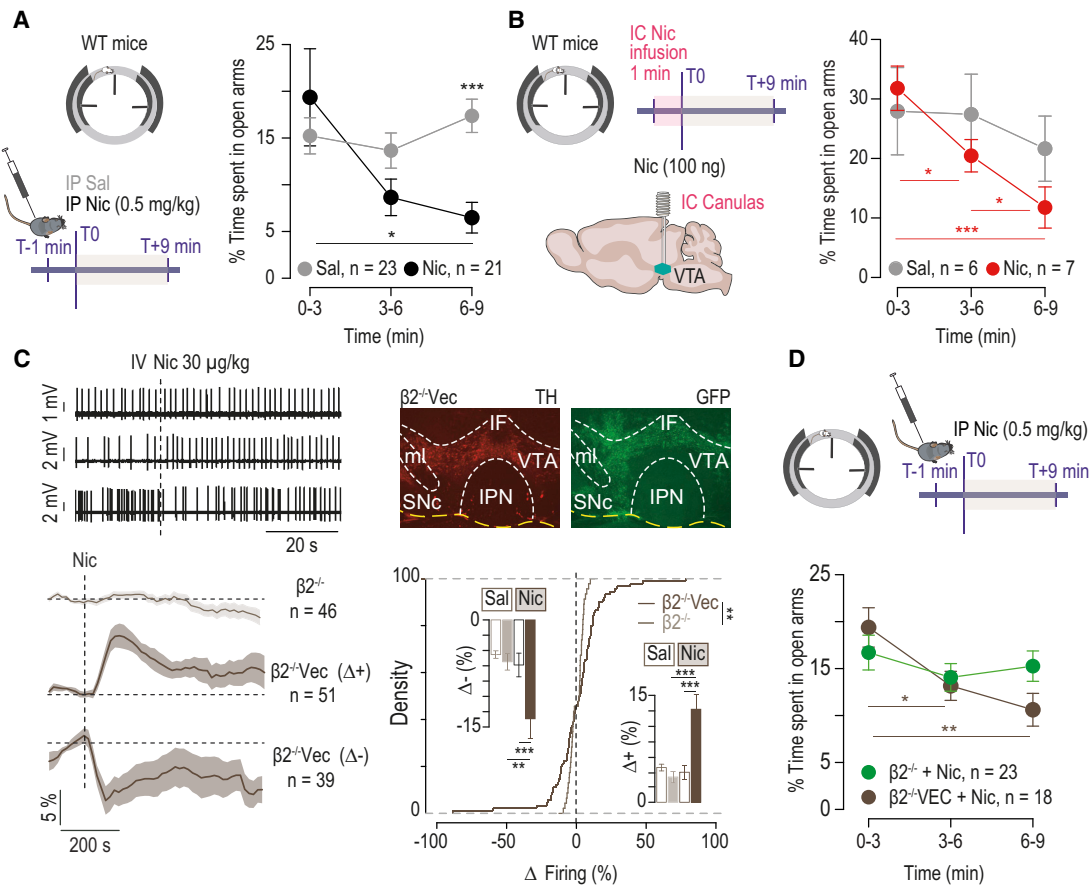 A
WT mice
IP Sal
IP Nic (0.5 mg/kg)
T-1 min
T0
T+9 min
% Time spent in open arms
25
15
5
0
***
*
Sal, n = 23
Nic, n = 21
0-3
3-6
6-9
Time (min)
B
WT mice
IC Nic
infusion
1 min
T0
T+9 min
Nic (100 ng)
IC Canulas
VTA
% Time spent in open arms
40
30
20
10
0
*
*
***
Sal, n = 6
Nic, n = 7
0-3
3-6
6-9
Time (min)
C
IV Nic 30 µg/kg
1 mV
2 mV
2 mV
20 s
Nic
β2-/-
n = 46
β2-/-Vec (Δ+)
n = 51
β2-/-Vec (Δ-)
n = 39
5 %
200 s
β2-/-Vec
TH
GFP
IF
ml
VTA
SNc
IPN
IF
ml
VTA
SNc
IPN
Density
100
0
Sal
Nic
0
-15
Δ- (%)
***
**
β2-/-Vec
β2-/-
**
Sal
Nic
***
***
15
0
Δ+ (%)
-100
-50
0
50
100
Δ Firing (%)
D
IP Nic (0.5 mg/kg)
T-1 min
T0
T+9 min
% Time spent in open arms
25
15
5
0
*
**
β2-/- + Nic, n = 23
β2-/-VEC + Nic, n = 18
0-3
3-6
6-9
Time (min)